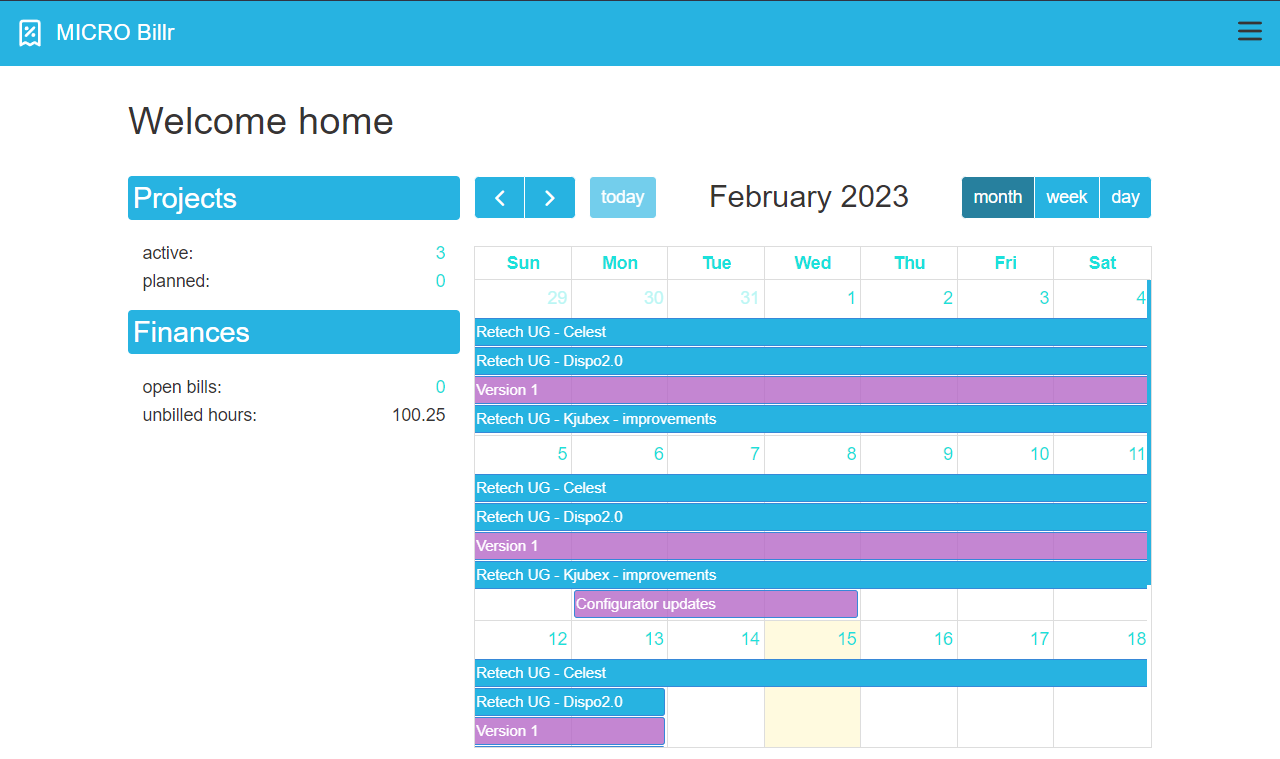 MICRO Billr
Welcome home
Projects
active: 3
planned: 0
Finances
open bills: 0
unbilled hours: 100.25
today
February 2023
month week day
Sun Mon Tue Wed Thu Fri Sat
29 30 31 1 2 3 4
Retech UG - Celest
Retech UG - Dispo2.0
Version 1
Retech UG - Kjubex - improvements
5 6 7 8 9 10 11
Retech UG - Celest
Retech UG - Dispo2.0
Version 1
Retech UG - Kjubex - improvements
Configurator updates
12 13 14 15 16 17 18
Retech UG - Celest
Retech UG - Dispo2.0
Version 1